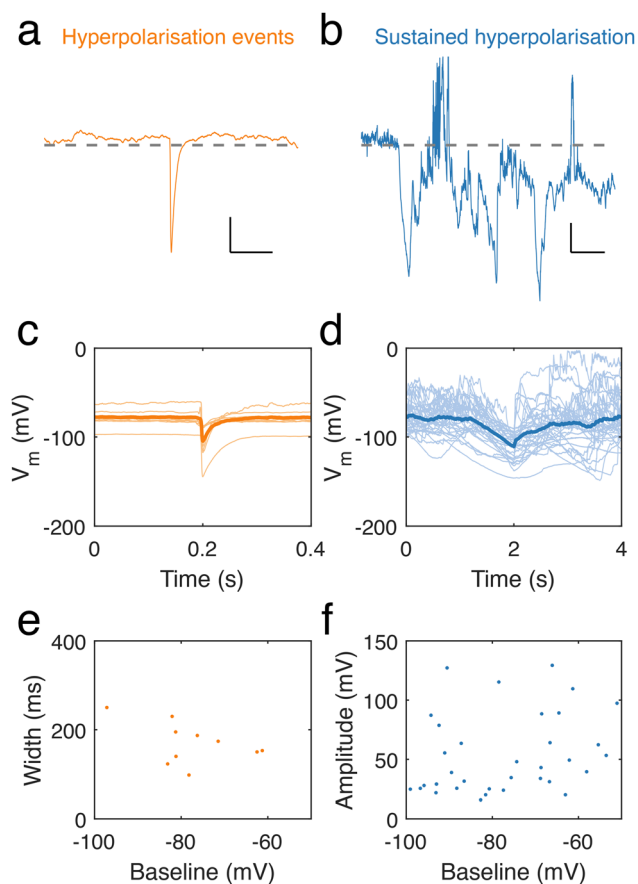 a Hyperpolarisation events
b Sustained hyperpolarisation
c
0
-100
-200
Vm (mV)
0 0.2 0.4
Time (s)
d
0
-100
-200
Vm (mV)
0 2 4
Time (s)
e
400
200
0
Width (ms)
-100 -80 -60
Baseline (mV)
f
150
100
50
0
Amplitude (mV)
-100 -80 -60
Baseline (mV)